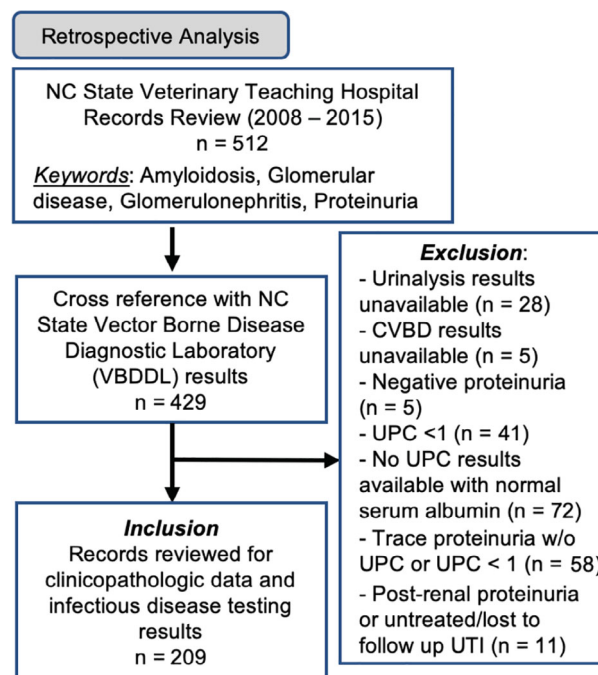 Retrospective Analysis
NC State Veterinary Teaching Hospital
Records Review (2008 – 2015)
n = 512
Keywords: Amyloidosis, Glomerular
disease, Glomerulonephritis, Proteinuria
Cross reference with NC
State Vector Borne Disease
Diagnostic Laboratory
(VBDDL) results
n = 429
Exclusion:
- Urinalysis results
unavailable (n = 28)
- CVBD results
unavailable (n = 5)
- Negative proteinuria
(n = 5)
- UPC <1 (n = 41)
- No UPC results
available with normal
serum albumin (n = 72)
- Trace proteinuria w/o
UPC or UPC < 1 (n = 58)
- Post-renal proteinuria
or untreated/lost to
follow up UTI (n = 11)
Inclusion
Records reviewed for
clinicopathologic data and
infectious disease testing
results
n = 209